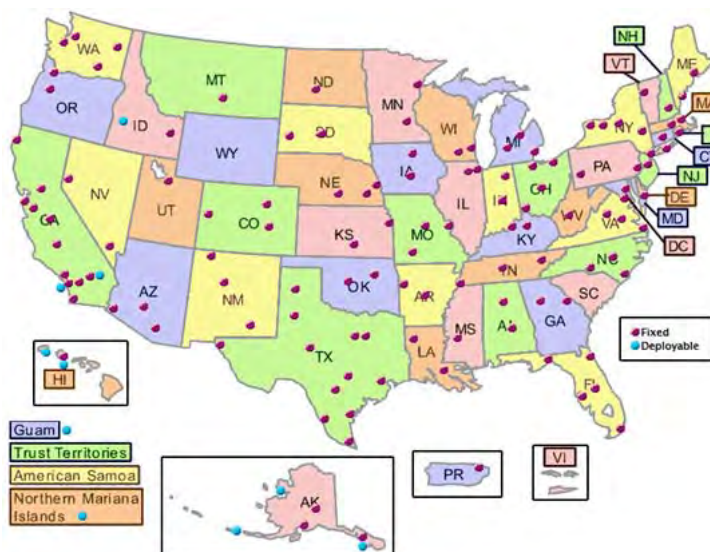 NH
VT
ME
WA
MT
ND
MN
MA
OR
ID
SD
WI
MI
NY
WY
IA
PA
NJ
NE
NV
UT
IL
IN
OH
DE
CO
WV
MD
CA
KS
MO
KY
VA
DC
TN
NC
AZ
NM
OK
AR
SC
MS
AL
GA
TX
LA
Fixed
Deployable
HI
FL
Guam
Trust Territories
American Samoa
Northern Mariana
Islands
PR
VI
AK